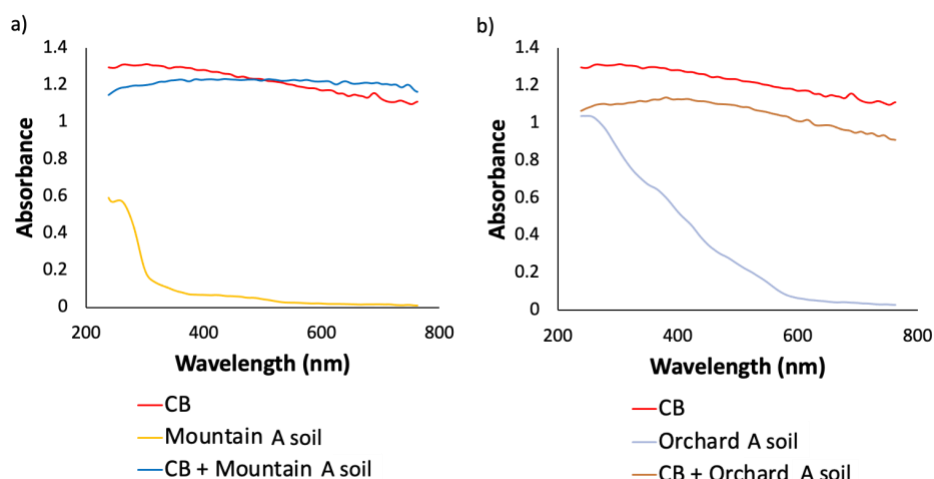 a)
1.4
1.2
1
0.8
0.6
0.4
0.2
0
Absorbance
200 400 600 800
Wavelength (nm)
CB
Mountain A soil
CB + Mountain A soil
b)
1.4
1.2
1
0.8
0.6
0.4
0.2
0
Absorbance
200 400 600 800
Wavelength (nm)
CB
Orchard A soil
CB + Orchard A soil